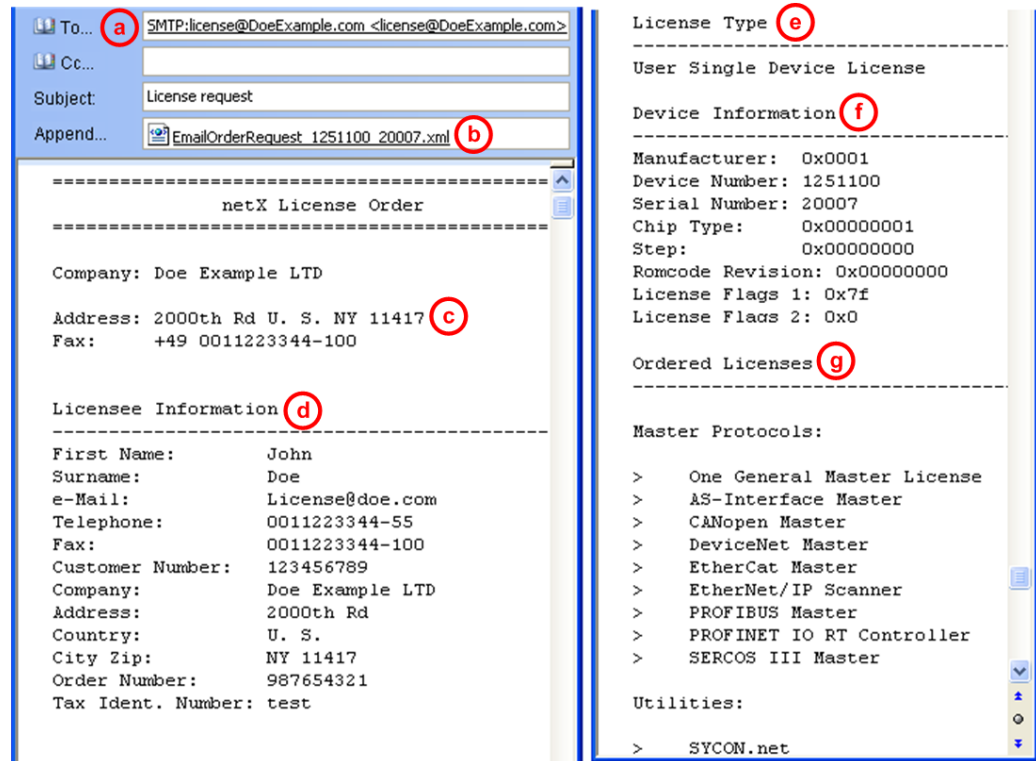 To... a SMTP:license@DoeExample.com <license@DoeExample.com>
Cc...
Subject: License request
Append... EmailOrderRequest_1251100_20007.xml b
==============================================
netX License Order
==============================================
Company: Doe Example LTD
Address: 2000th Rd U. S. NY 11417 c
Fax: +49 0011223344-100
Licensee Information d
----------------------------------------------
First Name: John
Surname: Doe
e-Mail: License@doe.com
Telephone: 0011223344-55
Fax: 0011223344-100
Customer Number: 123456789
Company: Doe Example LTD
Address: 2000th Rd
Country: U. S.
City Zip: NY 11417
Order Number: 987654321
Tax Ident. Number: test
License Type e
----------------------------------
User Single Device License
Device Information f
----------------------------------
Manufacturer: 0x0001
Device Number: 1251100
Serial Number: 20007
Chip Type: 0x00000001
Step: 0x00000000
Romcode Revision: 0x00000000
License Flags 1: 0x7f
License Flags 2: 0x0
Ordered Licenses g
----------------------------------
Master Protocols:
> One General Master License
> AS-Interface Master
> CANopen Master
> DeviceNet Master
> EtherCat Master
> EtherNet/IP Scanner
> PROFIBUS Master
> PROFINET IO RT Controller
> SERCOS III Master
Utilities:
> SYCON.net